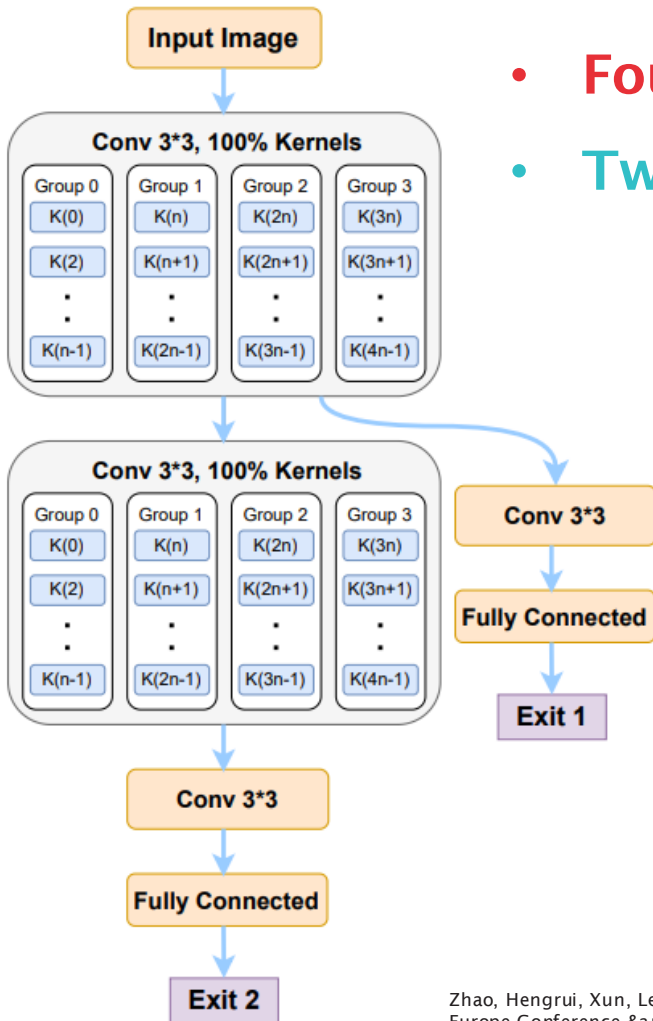 Input Image
• Fou
• Tw
Conv 3*3, 100% Kernels
Group 0 Group 1 Group 2 Group 3
K(0) K(n) K(2n) K(3n)
K(2) K(n+1) K(2n+1) K(3n+1)
K(n-1) K(2n-1) K(3n-1) K(4n-1)
Conv 3*3, 100% Kernels
Group 0 Group 1 Group 2 Group 3
K(0) K(n) K(2n) K(3n)
K(2) K(n+1) K(2n+1) K(3n+1)
K(n-1) K(2n-1) K(3n-1) K(4n-1)
Conv 3*3
Fully Connected
Exit 1
Conv 3*3
Fully Connected
Exit 2
Zhao, Hengrui, Xun, Le